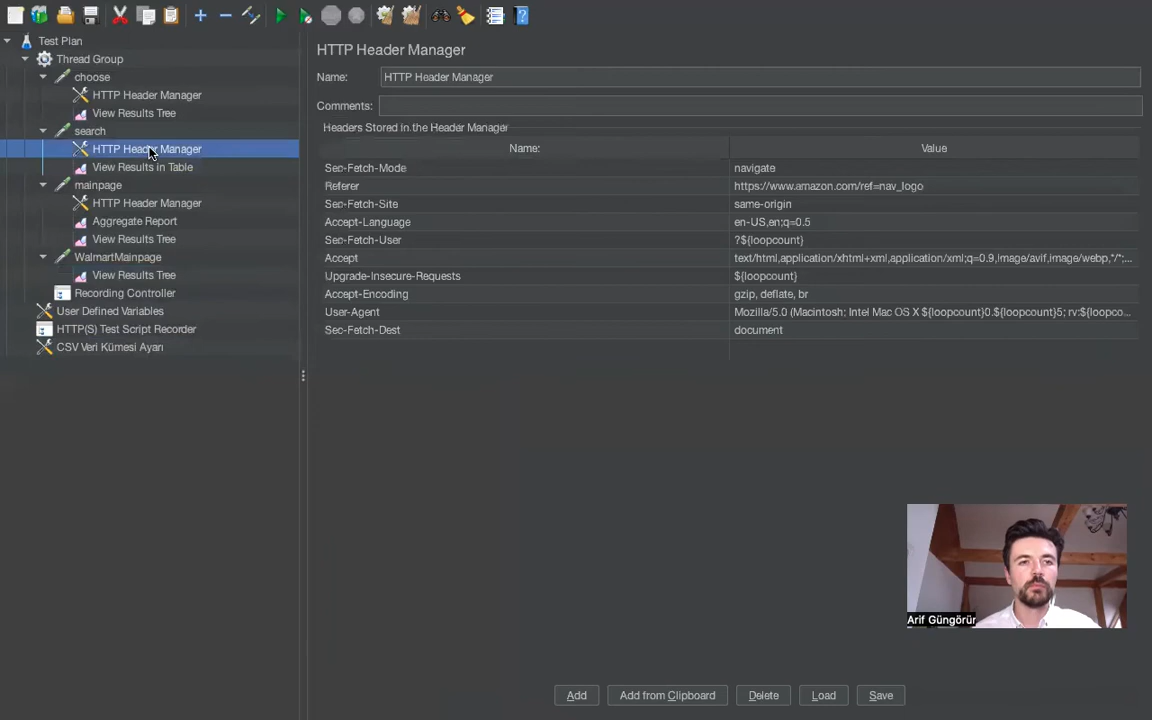 Test Plan
Thread Group
choose
HTTP Header Manager
View Results Tree
search
HTTP Header Manager
View Results in Table
mainpage
HTTP Header Manager
Aggregate Report
View Results Tree
WalmartMainpage
View Results Tree
Recording Controller
User Defined Variables
HTTP(S) Test Script Recorder
CSV Veri Kümesi Ayarı
HTTP Header Manager
Name: HTTP Header Manager
Comments:
Headers Stored in the Header Manager
Name: Value
Sec-Fetch-Mode navigate
Referer https://www.amazon.com/ref=nav_logo
Sec-Fetch-Site same-origin
Accept-Language en-US,en;q=0.5
Sec-Fetch-User ?${loopcount}
Accept text/html,application/xhtml+xml,application/xml;q=0.9,image/avif,image/webp,*/*;...
Upgrade-Insecure-Requests ${loopcount}
Accept-Encoding gzip, deflate, br
User-Agent Mozilla/5.0 (Macintosh; Intel Mac OS X ${loopcount}0.${loopcount}5; rv:${loopco...
Sec-Fetch-Dest document
Arif Güngörür
Add Add from Clipboard Delete Load Save